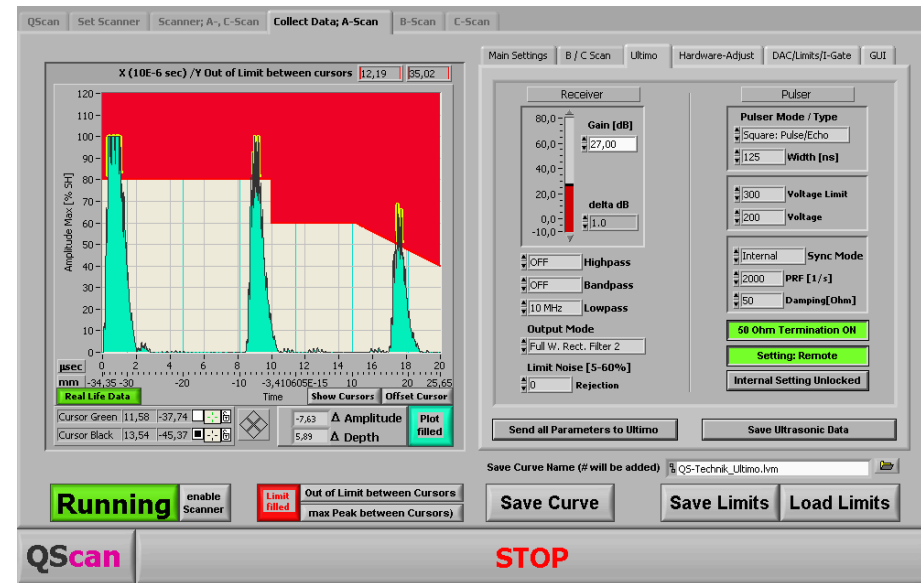 QScan Set Scanner Scanner; A-, C-Scan Collect Data; A-Scan B-Scan C-Scan
Main Settings B / C Scan Ultimo Hardware-Adjust DAC/Limits/I-Gate GUI
X (10E-6 sec) /Y Out of Limit between cursors 12,19 35,02
120
110
100
90
80
70
60
50
40
30
20
10
0
Amplitude Max [% SH]
µsec 0 2 4 6 8 10 12 14 16 18 20
mm -34,35 -30 -20 -10 -3,410605E-15 10 20 25,65
Real Life Data Time Show Cursors Offset Cursor
Cursor Green 11,58 -37,74
Cursor Black 13,54 -45,37
-7,63 Δ Amplitude
5,89 Δ Depth
Plot
filled
Receiver
80,0
60,0
40,0
20,0
0,0
-10,0
Gain [dB]
27,00
delta dB
1.0
OFF Highpass
OFF Bandpass
10 MHz Lowpass
Output Mode
Full W. Rect. Filter 2
Limit Noise [5-60%]
0 Rejection
Pulser
Pulser Mode / Type
Square: Pulse/Echo
125 Width [ns]
300 Voltage Limit
200 Voltage
Internal Sync Mode
2000 PRF [1/s]
50 Damping[Ohm]
50 Ohm Termination ON
Setting: Remote
Internal Setting Unlocked
Send all Parameters to Ultimo Save Ultrasonic Data
Save Curve Name (# will be added) QS-Technik_Ultimo.lvm
Running
enable
Scanner
Limit
filled
Out of Limit between Cursors
max Peak between Cursors)
Save Curve Save Limits Load Limits
QScan STOP